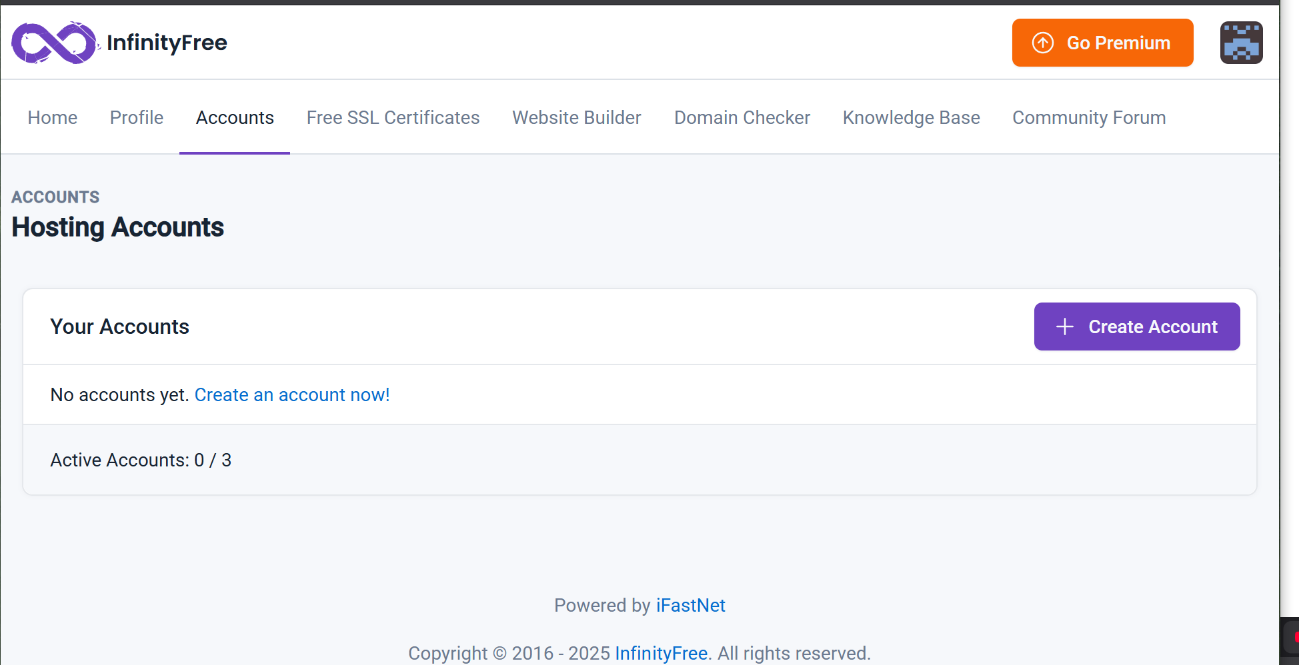 InfinityFree
Go Premium
Home Profile Accounts Free SSL Certificates Website Builder Domain Checker Knowledge Base Community Forum
ACCOUNTS
Hosting Accounts
Your Accounts
Create Account
No accounts yet. Create an account now!
Active Accounts: 0 / 3
Powered by iFastNet
Copyright © 2016 - 2025 InfinityFree. All rights reserved.